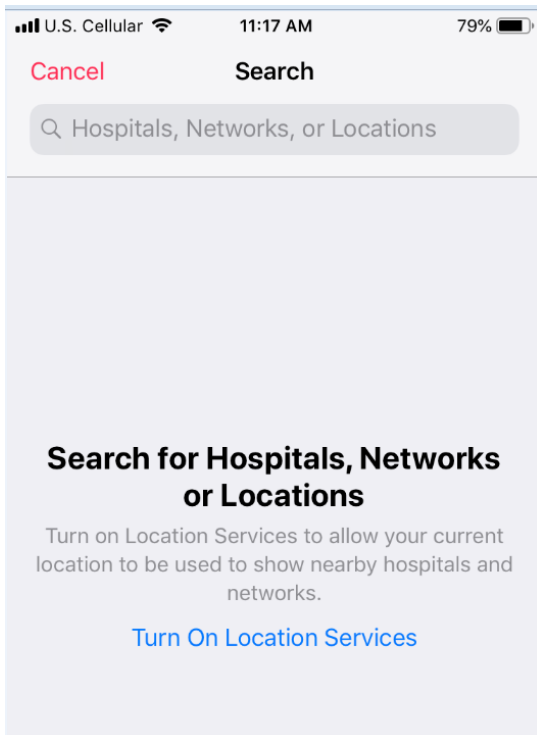 U.S. Cellular 11:17 AM 79%
Cancel Search
Hospitals, Networks, or Locations
Search for Hospitals, Networks
or Locations
Turn on Location Services to allow your current
location to be used to show nearby hospitals and
networks.
Turn On Location Services